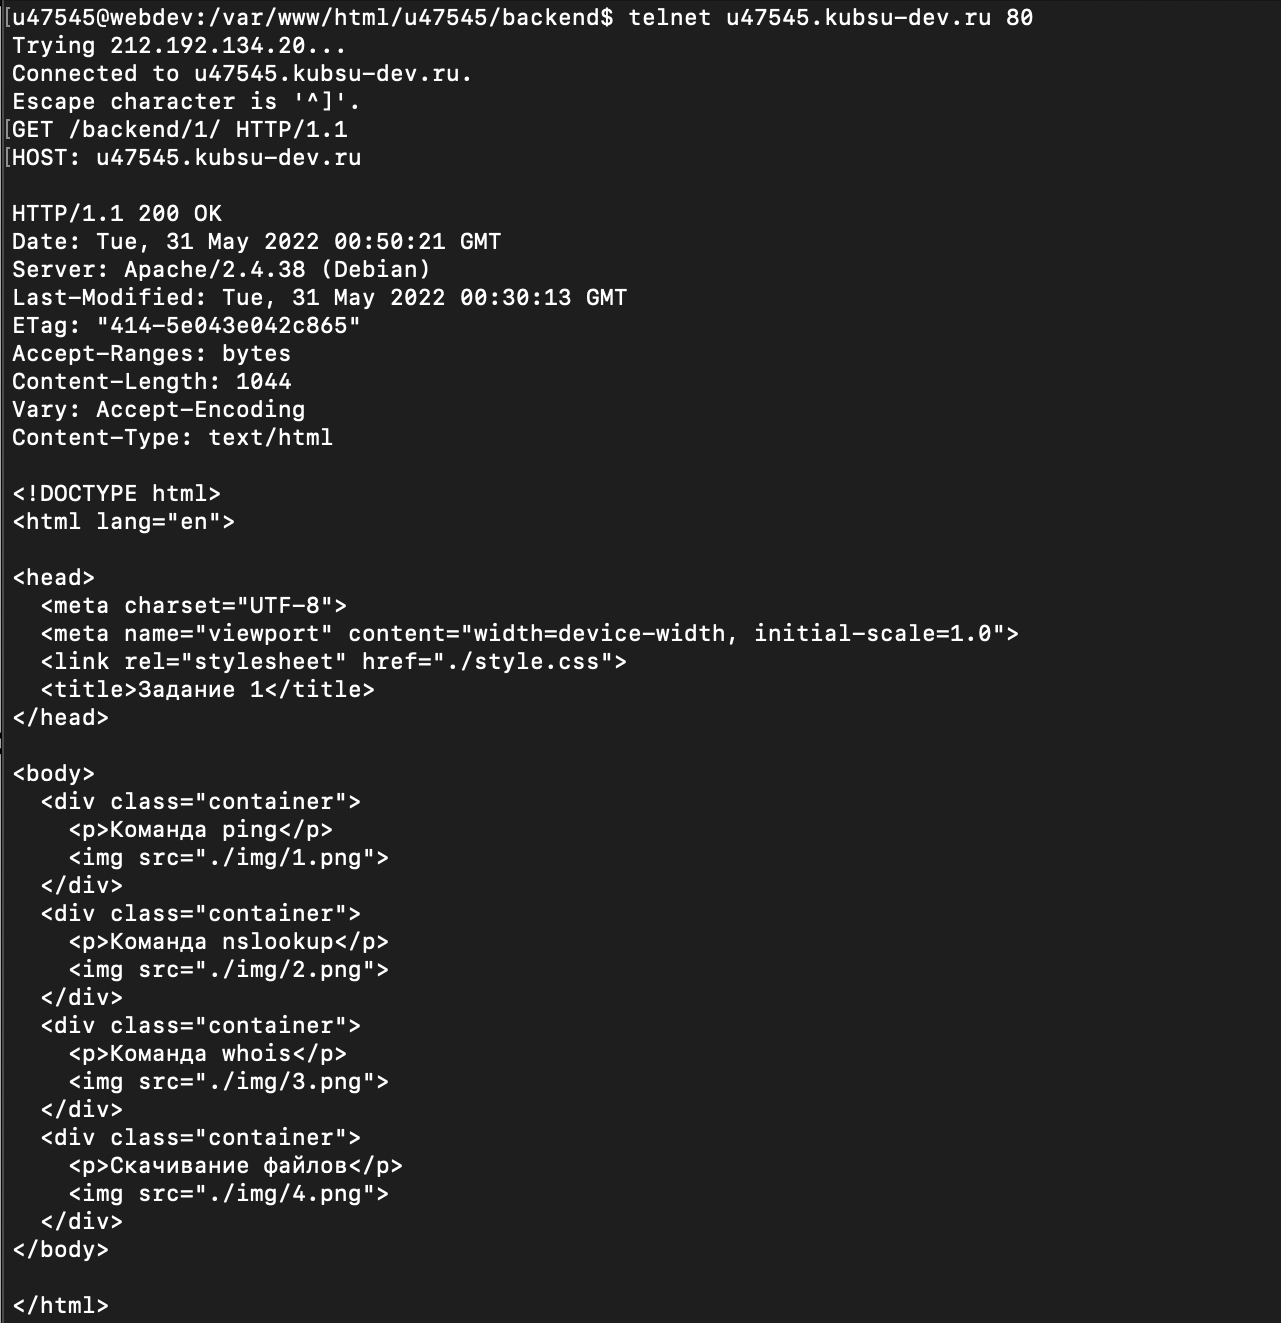 [u47545@webdev:/var/www/html/u47545/backend$ telnet u47545.kubsu-dev.ru 80
Trying 212.192.134.20...
Connected to u47545.kubsu-dev.ru.
Escape character is '^]'.
[GET /backend/1/ HTTP/1.1
[HOST: u47545.kubsu-dev.ru

HTTP/1.1 200 OK
Date: Tue, 31 May 2022 00:50:21 GMT
Server: Apache/2.4.38 (Debian)
Last-Modified: Tue, 31 May 2022 00:30:13 GMT
ETag: "414-5e043e042c865"
Accept-Ranges: bytes
Content-Length: 1044
Vary: Accept-Encoding
Content-Type: text/html

<!DOCTYPE html>
<html lang="en">

<head>
  <meta charset="UTF-8">
  <meta name="viewport" content="width=device-width, initial-scale=1.0">
  <link rel="stylesheet" href="./style.css">
  <title>Задание 1</title>
</head>

<body>
  <div class="container">
    <p>Команда ping</p>
    <img src="./img/1.png">
  </div>
  <div class="container">
    <p>Команда nslookup</p>
    <img src="./img/2.png">
  </div>
  <div class="container">
    <p>Команда whois</p>
    <img src="./img/3.png">
  </div>
  <div class="container">
    <p>Скачивание файлов</p>
    <img src="./img/4.png">
  </div>
</body>

</html>